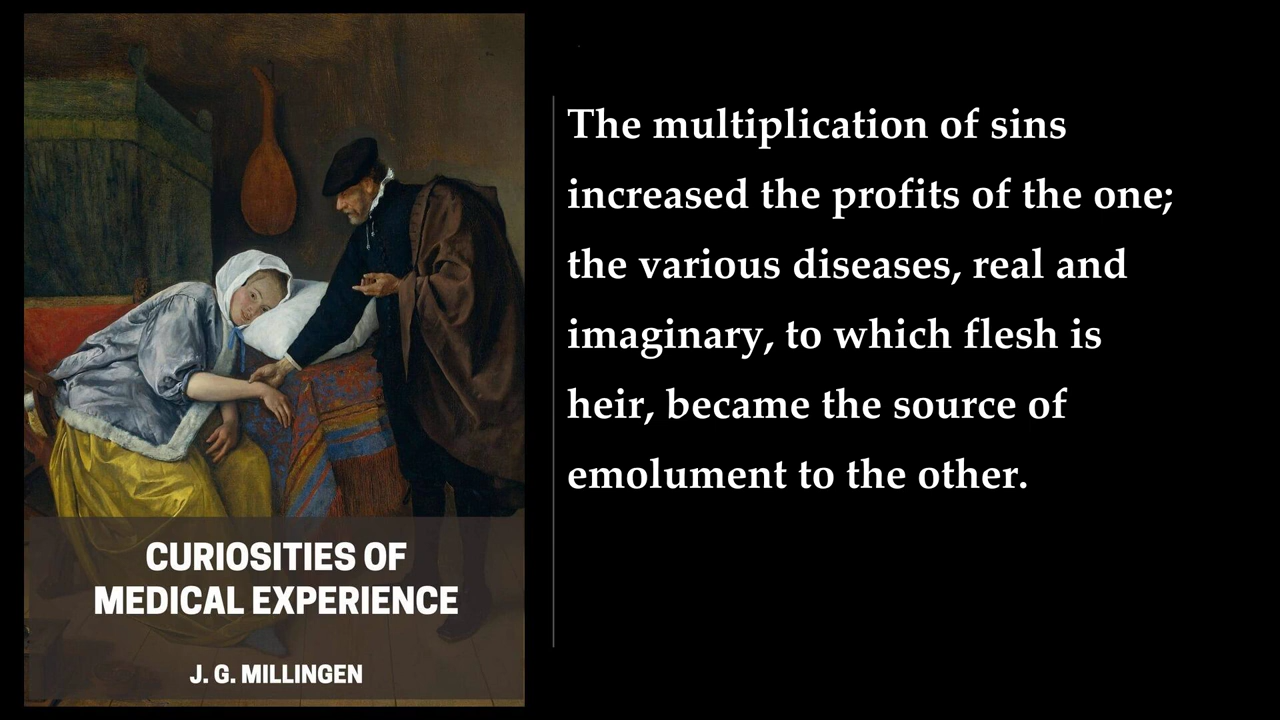 The multiplication of sins
increased the profits of the one;
the various diseases, real and
imaginary, to which flesh is
heir, became the source of
emolument to the other.
CURIOSITIES OF
MEDICAL EXPERIENCE
J. G. MILLINGEN